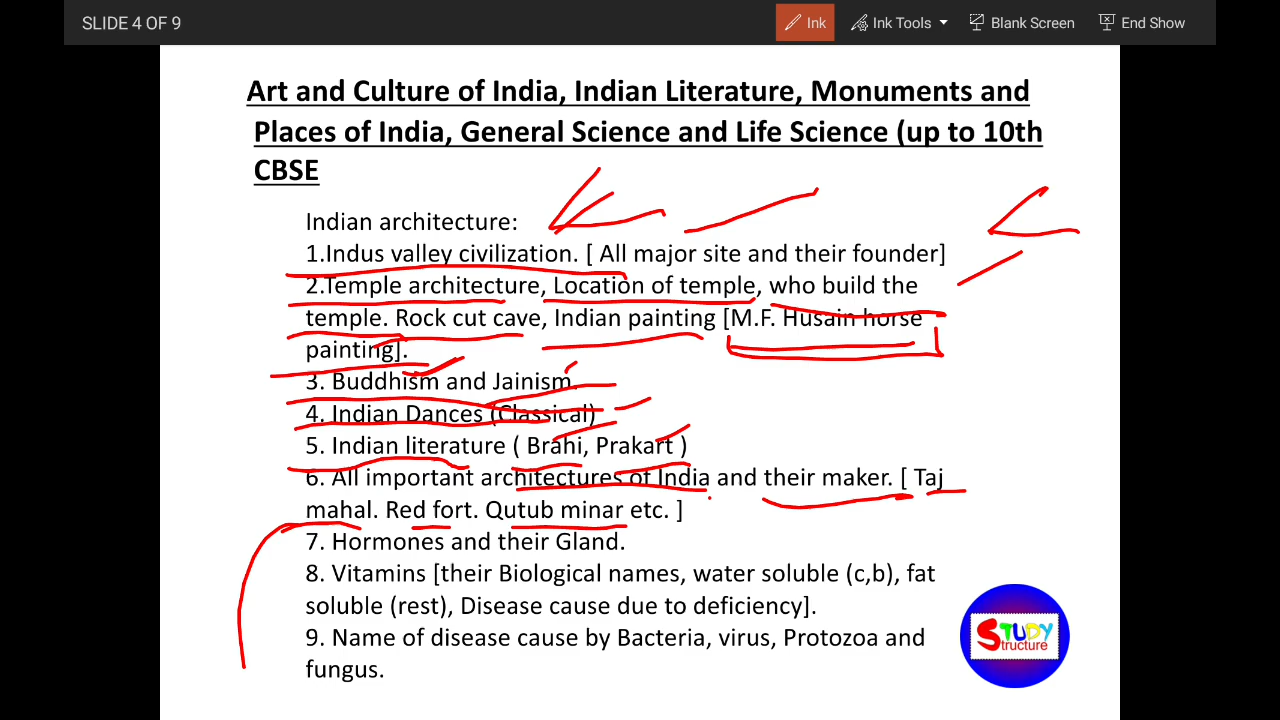 SLIDE 4 OF 9
Ink
Ink Tools
Blank Screen
End Show
Art and Culture of India, Indian Literature, Monuments and
Places of India, General Science and Life Science (up to 10th
CBSE
Indian architecture:
1.Indus valley civilization. [ All major site and their founder]
2.Temple architecture, Location of temple, who build the
temple. Rock cut cave, Indian painting [M.F. Husain horse
painting].
3. Buddhism and Jainism.
4. Indian Dances (Classical)
5. Indian literature ( Brahi, Prakart )
6. All important architectures of India and their maker. [ Taj
mahal. Red fort. Qutub minar etc. ]
7. Hormones and their Gland.
8. Vitamins [their Biological names, water soluble (c,b), fat
soluble (rest), Disease cause due to deficiency].
9. Name of disease cause by Bacteria, virus, Protozoa and
fungus.
STUDY
Structure